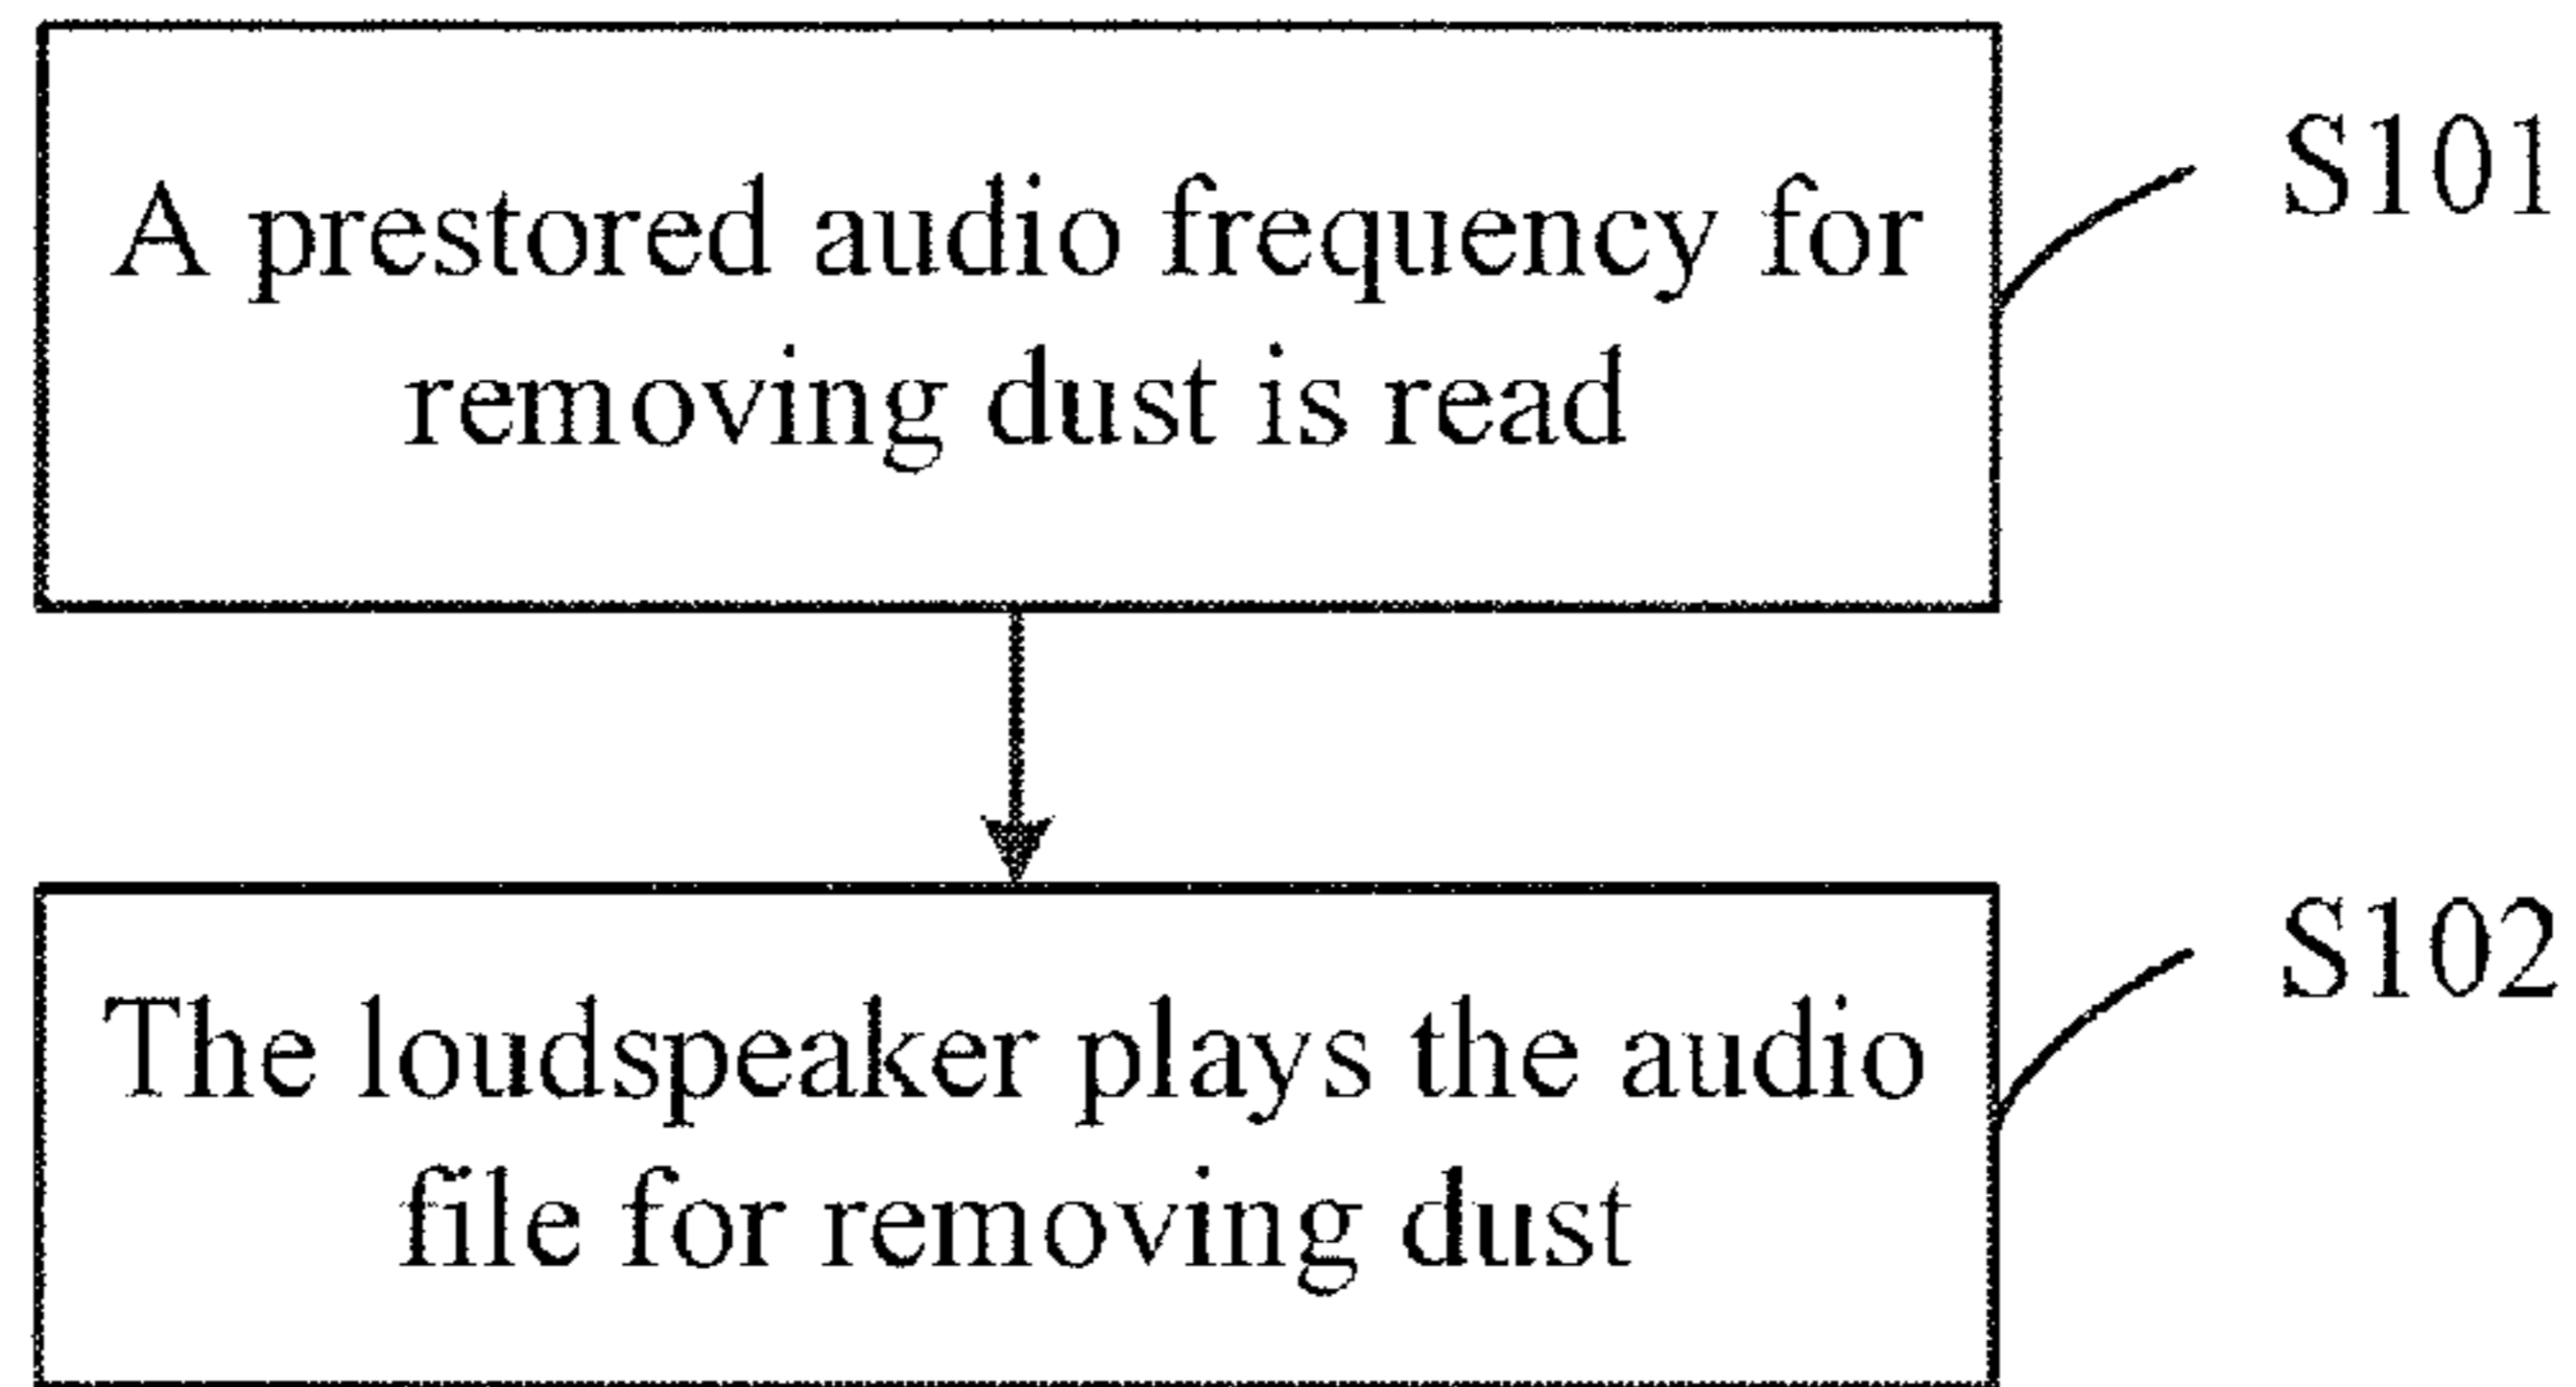 A prestored audio frequency for
removing dust is read
S101
The loudspeaker plays the audio
file for removing dust
S102